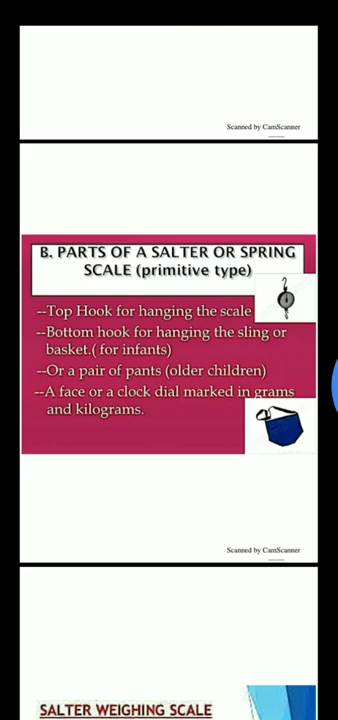 Scanned by CamScanner
B. PARTS OF A SALTER OR SPRING
SCALE (primitive type)
--Top Hook for hanging the scale
--Bottom hook for hanging the sling or
basket.( for infants)
--Or a pair of pants (older children)
--A face or a clock dial marked in grams
and kilograms.
Scanned by CamScanner
SALTER WEIGHING SCALE